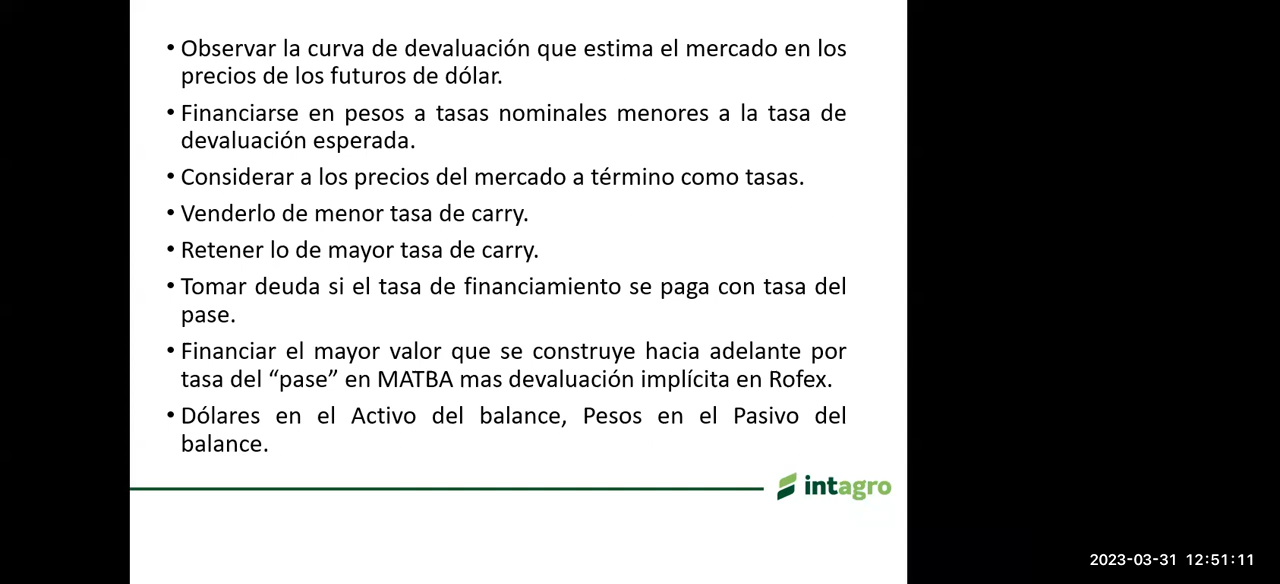 • Observar la curva de devaluación que estima el mercado en los
precios de los futuros de dólar.
• Financiarse en pesos a tasas nominales menores a la tasa de
devaluación esperada.
• Considerar a los precios del mercado a término como tasas.
• Venderlo de menor tasa de carry.
• Retener lo de mayor tasa de carry.
• Tomar deuda si el tasa de financiamiento se paga con tasa del
pase.
• Financiar el mayor valor que se construye hacia adelante por
tasa del “pase” en MATBA mas devaluación implícita en Rofex.
• Dólares en el Activo del balance, Pesos en el Pasivo del
balance.
intagro
2023-03-31 12:51:11